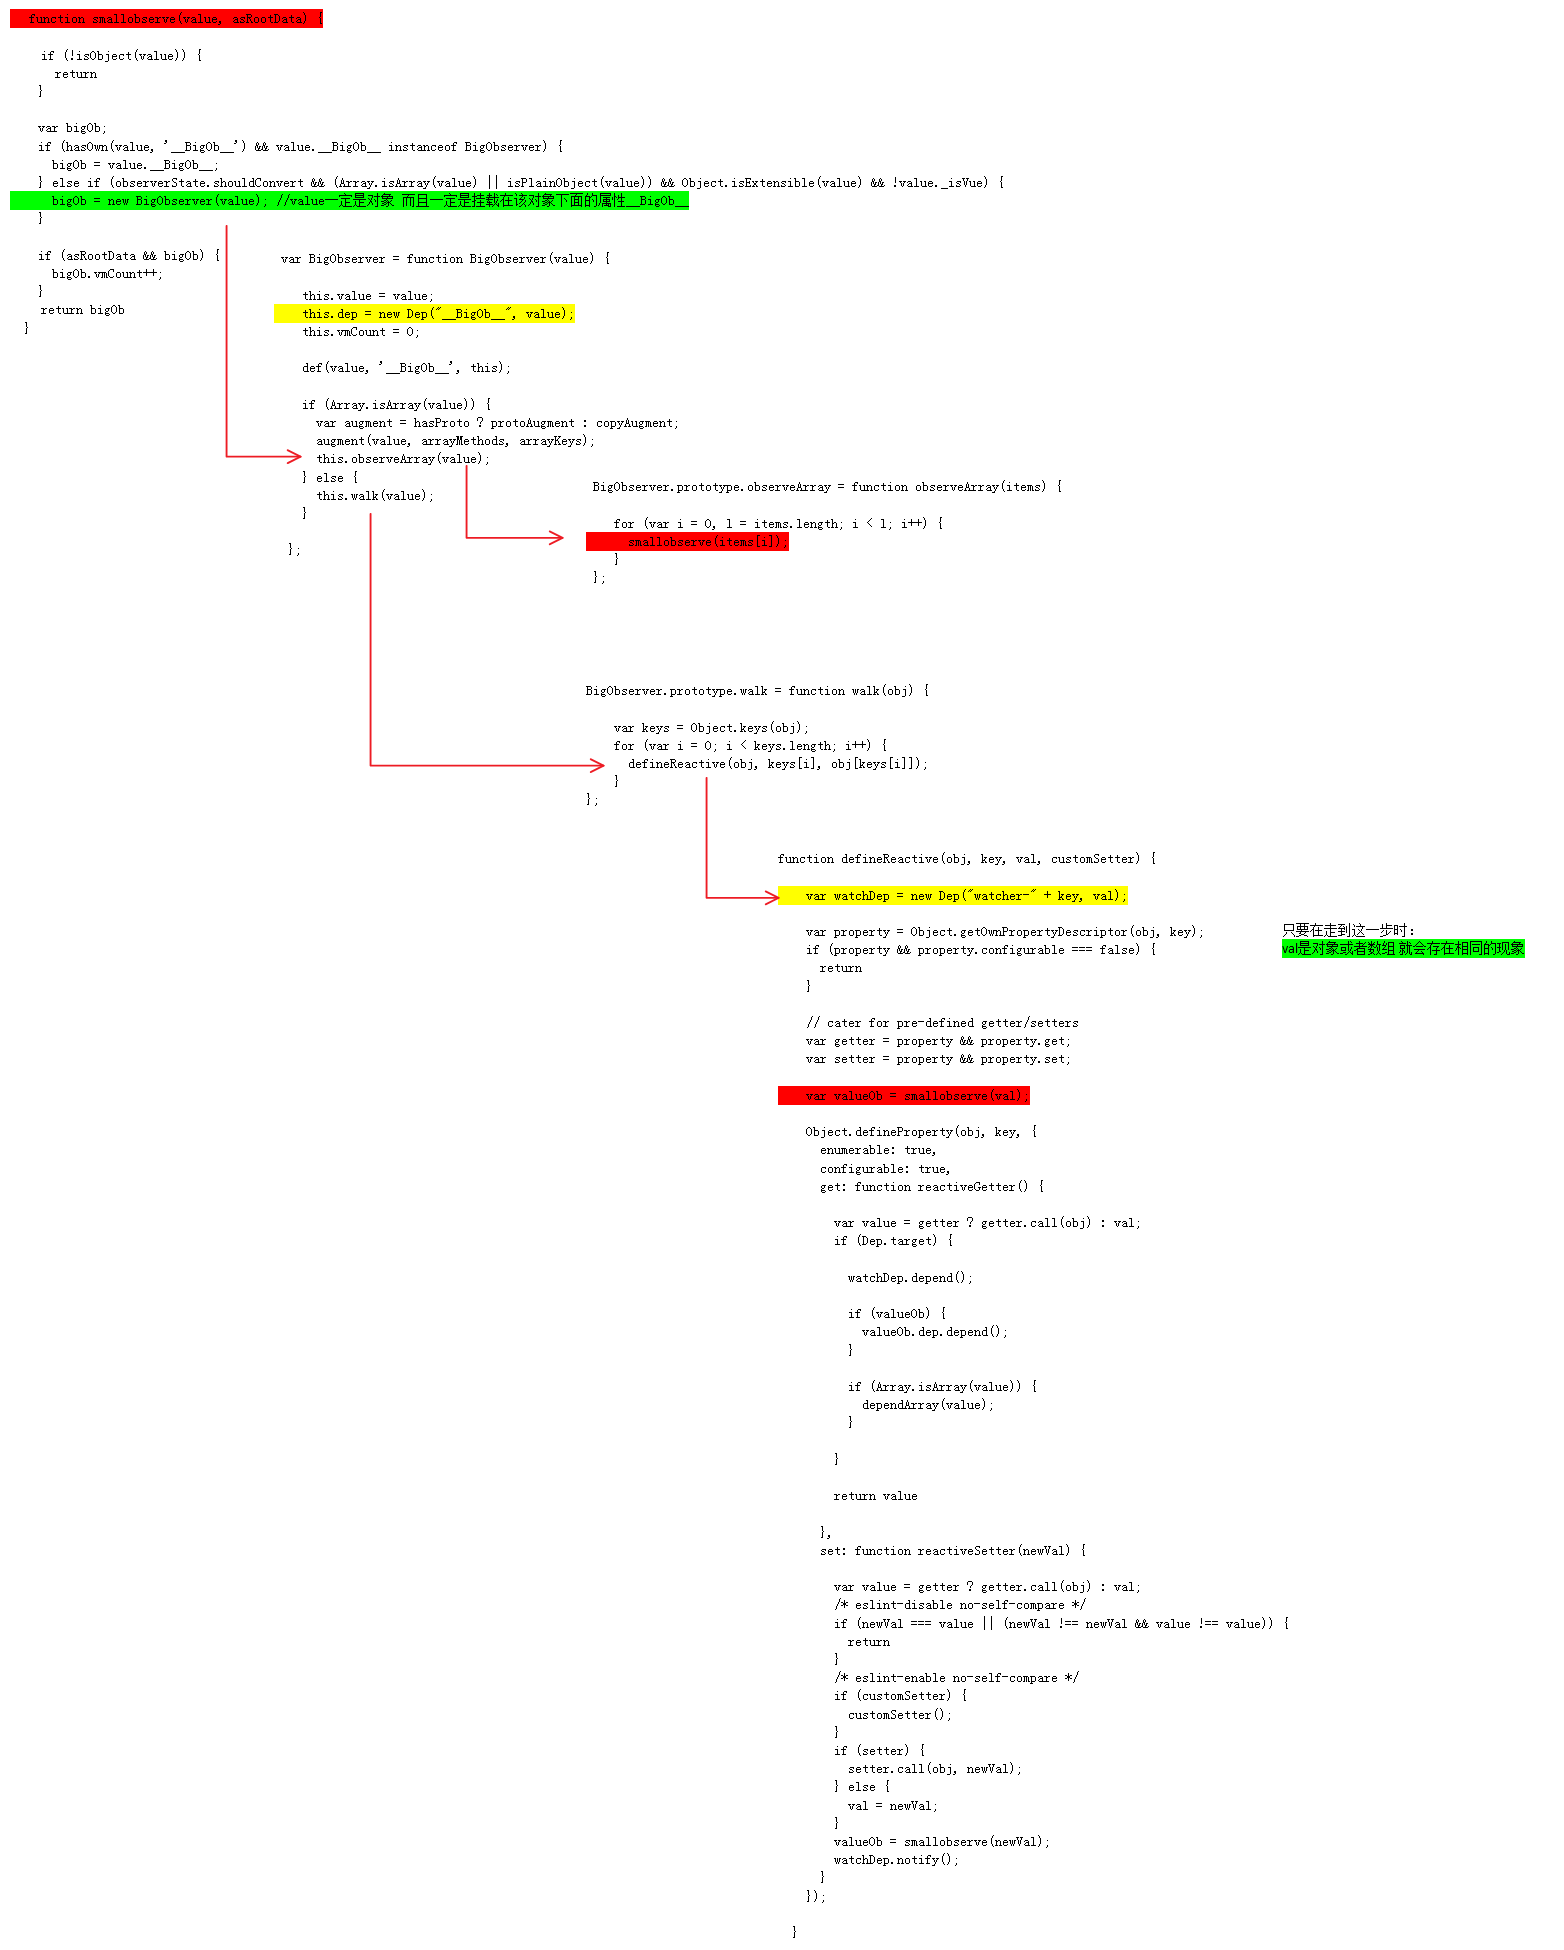 function smallobserve(value, asRootData) {
if (!isObject(value)) {
return
}
var bigOb;
if (hasOwn(value, '__BigOb__') && value.__BigOb__ instanceof BigObserver) {
bigOb = value.__BigOb__;
} else if (observerState.shouldConvert && (Array.isArray(value) || isPlainObject(value)) && Object.isExtensible(value) && !value._isVue) {
bigOb = new BigObserver(value); //value一定是对象 而且一定是挂载在该对象下面的属性__BigOb__
}
if (asRootData && bigOb) {
bigOb.vmCount++;
}
return bigOb
}
var BigObserver = function BigObserver(value) {
this.value = value;
this.dep = new Dep("__BigOb__", value);
this.vmCount = 0;
def(value, '__BigOb__', this);
if (Array.isArray(value)) {
var augment = hasProto ? protoAugment : copyAugment;
augment(value, arrayMethods, arrayKeys);
this.observeArray(value);
} else {
this.walk(value);
}
};
BigObserver.prototype.observeArray = function observeArray(items) {
for (var i = 0, l = items.length; i < l; i++) {
smallobserve(items[i]);
}
};
BigObserver.prototype.walk = function walk(obj) {
var keys = Object.keys(obj);
for (var i = 0; i < keys.length; i++) {
defineReactive(obj, keys[i], obj[keys[i]]);
}
};
function defineReactive(obj, key, val, customSetter) {
var watchDep = new Dep("watcher-" + key, val);
var property = Object.getOwnPropertyDescriptor(obj, key);
if (property && property.configurable === false) {
return
}
只要在走到这一步时：
val是对象或者数组 就会存在相同的现象
// cater for pre-defined getter/setters
var getter = property && property.get;
var setter = property && property.set;
var valueOb = smallobserve(val);
Object.defineProperty(obj, key, {
enumerable: true,
configurable: true,
get: function reactiveGetter() {
var value = getter ? getter.call(obj) : val;
if (Dep.target) {
watchDep.depend();
if (valueOb) {
valueOb.dep.depend();
}
if (Array.isArray(value)) {
dependArray(value);
}
}
return value
},
set: function reactiveSetter(newVal) {
var value = getter ? getter.call(obj) : val;
/* eslint-disable no-self-compare */
if (newVal === value || (newVal !== newVal && value !== value)) {
return
}
/* eslint-enable no-self-compare */
if (customSetter) {
customSetter();
}
if (setter) {
setter.call(obj, newVal);
} else {
val = newVal;
}
valueOb = smallobserve(newVal);
watchDep.notify();
}
});
}